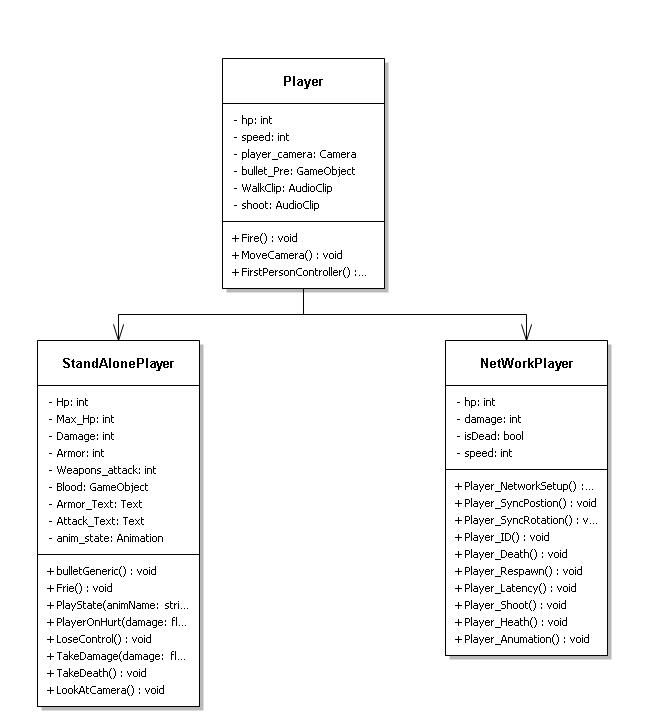 Player
- hp: int
- speed: int
- player_camera: Camera
- bullet_Pre: GameObject
- WalkClip: AudioClip
- shoot: AudioClip
+ Fire() : void
+ MoveCamera() : void
+ FirstPersonController() :...
StandAlonePlayer
- Hp: int
- Max_Hp: int
- Damage: int
- Armor: int
- Weapons_attack: int
- Blood: GameObject
- Armor_Text: Text
- Attack_Text: Text
- anim_state: Animation
+ bulletGeneric() : void
+ Frie() : void
+ PlayState(animName: stri...
+ PlayerOnHurt(damage: fl...
+ LoseControl() : void
+ TakeDamage(damage: fl...
+ TakeDeath() : void
+ LookAtCamera() : void
NetWorkPlayer
- hp: int
- damage: int
- isDead: bool
- speed: int
+ Player_NetworkSetup() :...
+ Player_SyncPostion() : void
+ Player_SyncRotation() : v...
+ Player_ID() : void
+ Player_Death() : void
+ Player_Respawn() : void
+ Player_Latency() : void
+ Player_Shoot() : void
+ Player_Heath() : void
+ Player_Anumation() : void